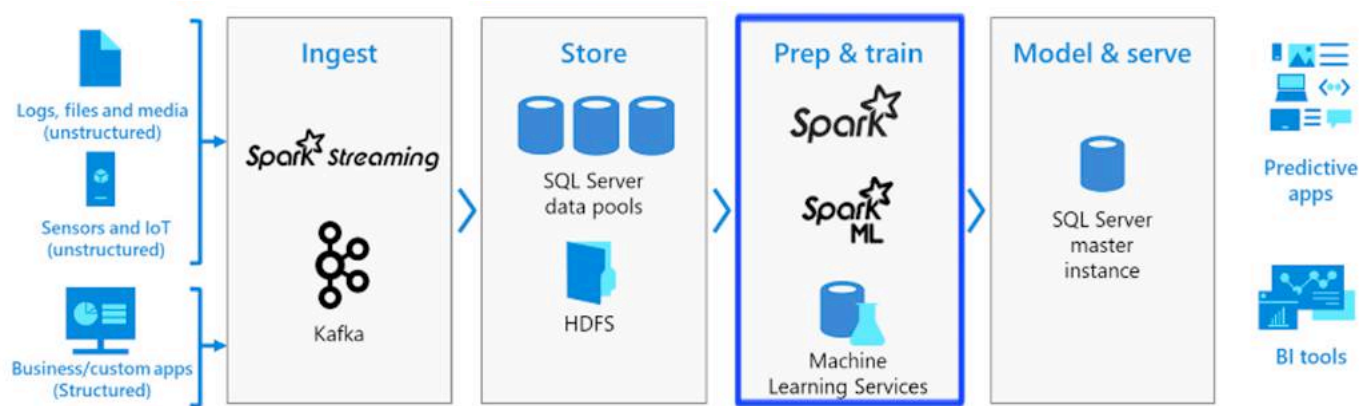 Logs, files and media
(unstructured)
Sensors and IoT
(unstructured)
Business/custom apps
(Structured)
Ingest
Spark Streaming
Kafka
Store
SQL Server
data pools
HDFS
Prep & train
Spark
Spark
ML
Machine
Learning Services
Model & serve
SQL Server
master
instance
Predictive
apps
BI tools